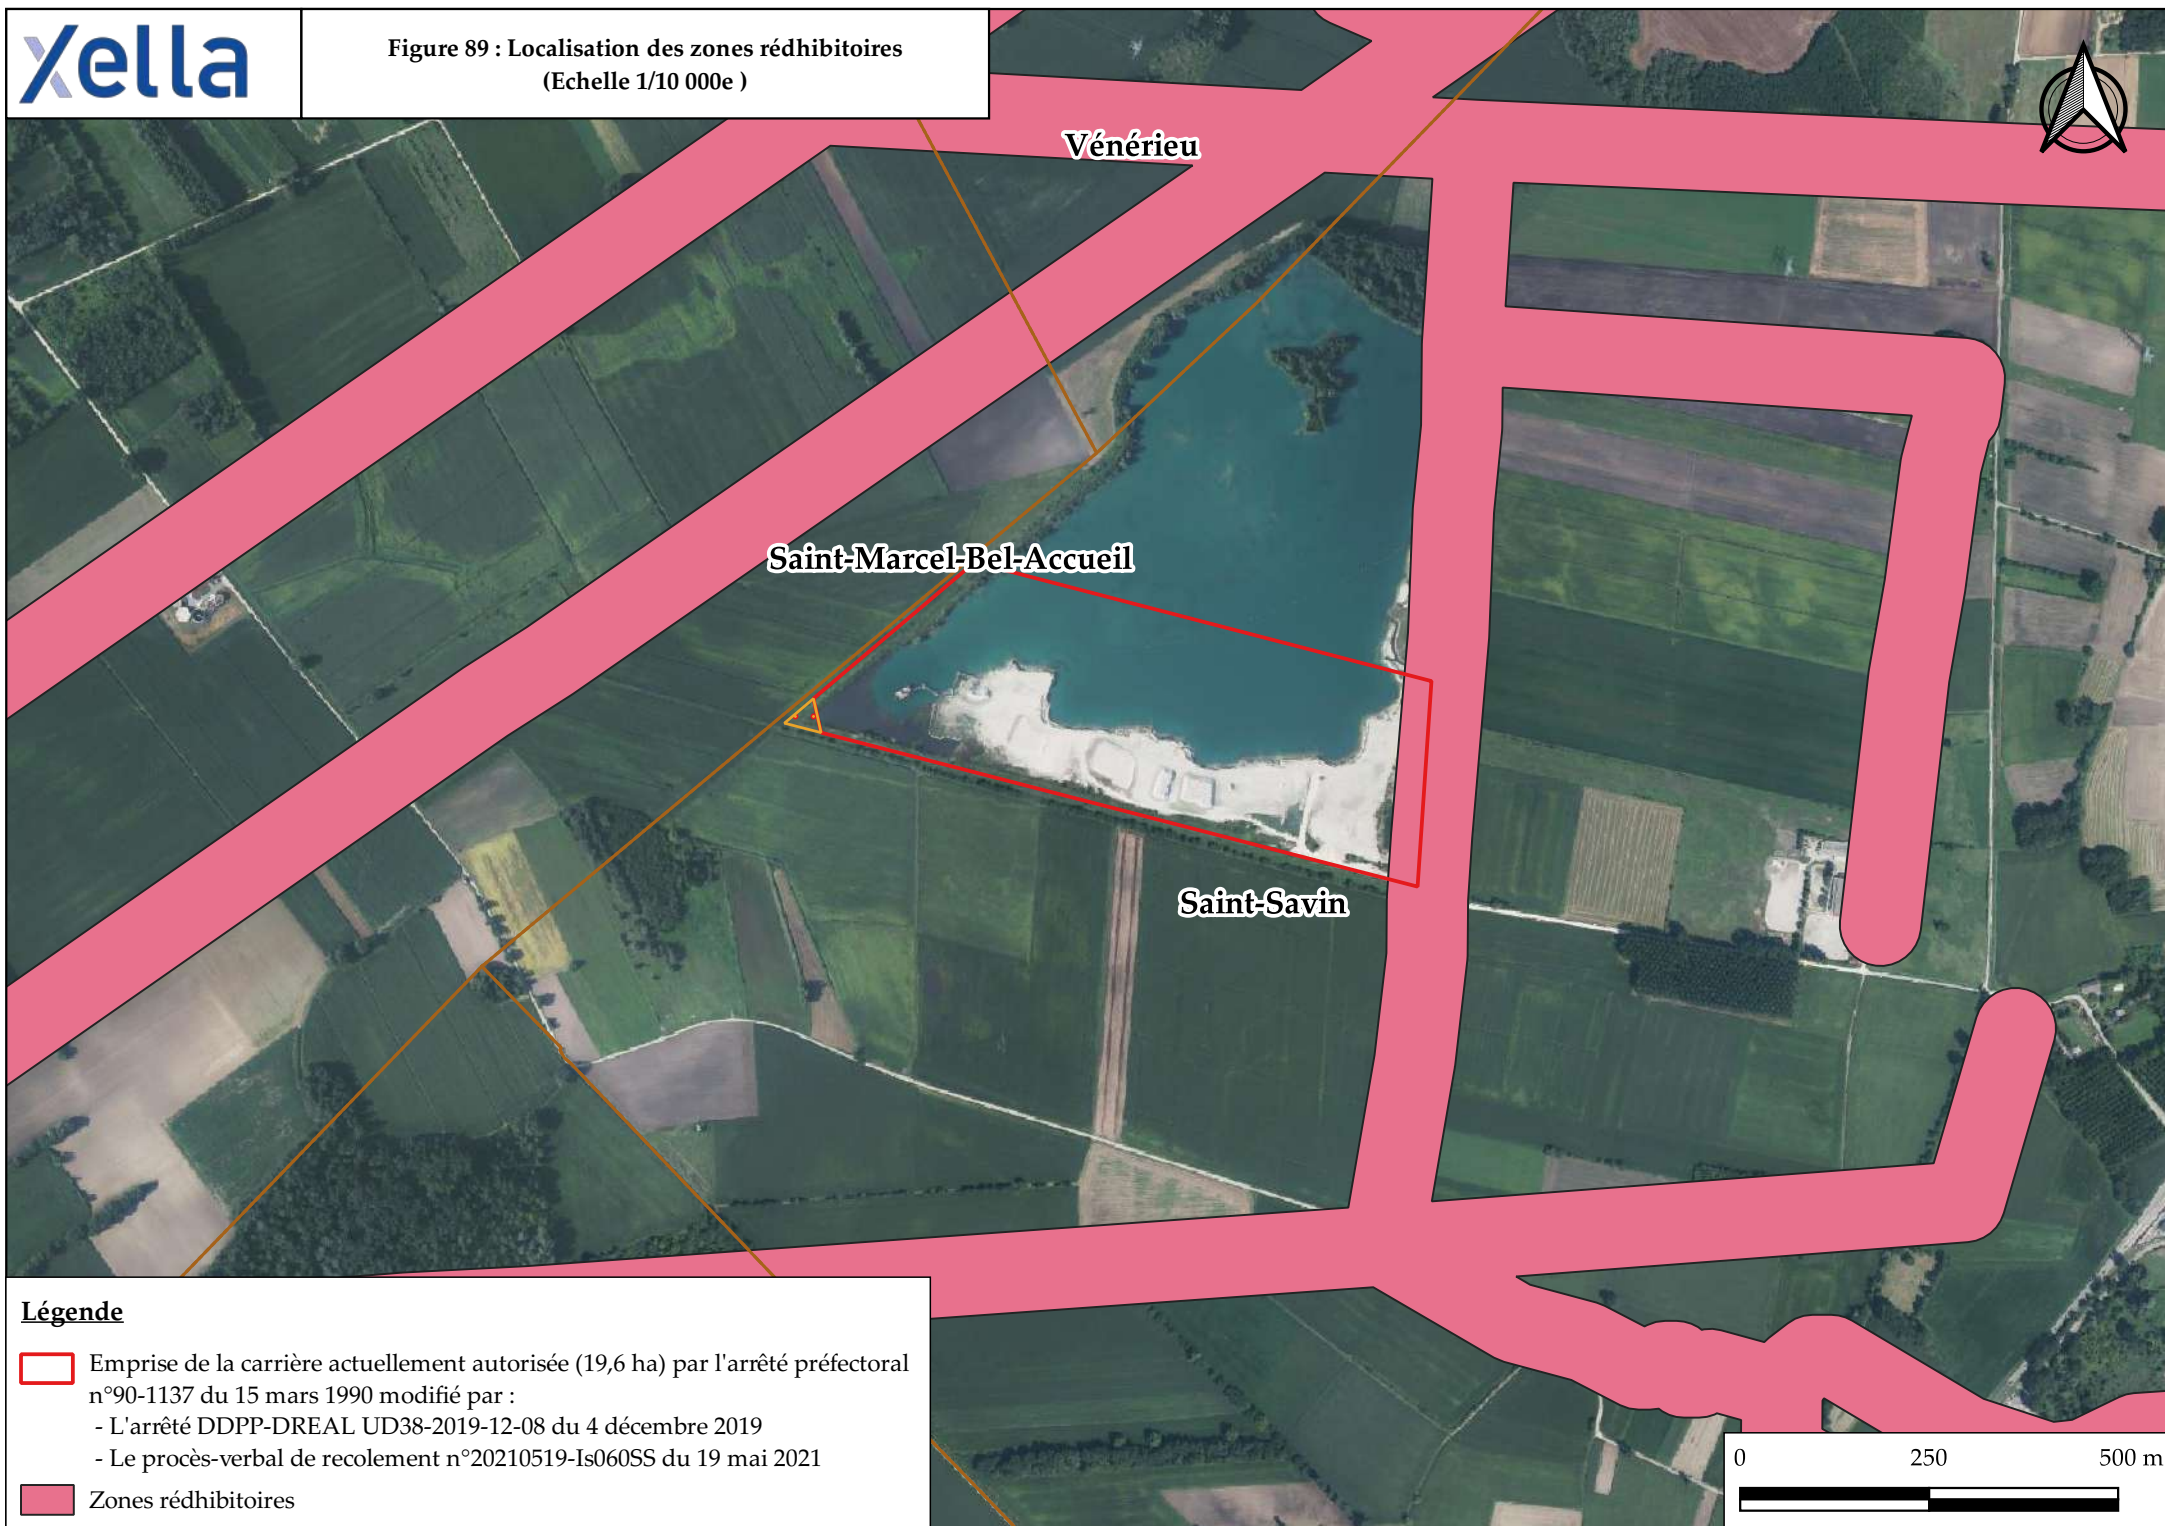 xella
Figure 89 : Localisation des zones rédhibitoires
(Echelle 1/10 000e )
Vénérieu
Saint-Marcel-Bel-Accueil
Saint-Savin
Légende
Emprise de la carrière actuellement autorisée (19,6 ha) par l'arrêté préfectoral
n°90-1137 du 15 mars 1990 modifié par :
- L'arrêté DDPP-DREAL UD38-2019-12-08 du 4 décembre 2019
- Le procès-verbal de recolement n°20210519-Is060SS du 19 mai 2021
Zones rédhibitoires
0 250 500 m